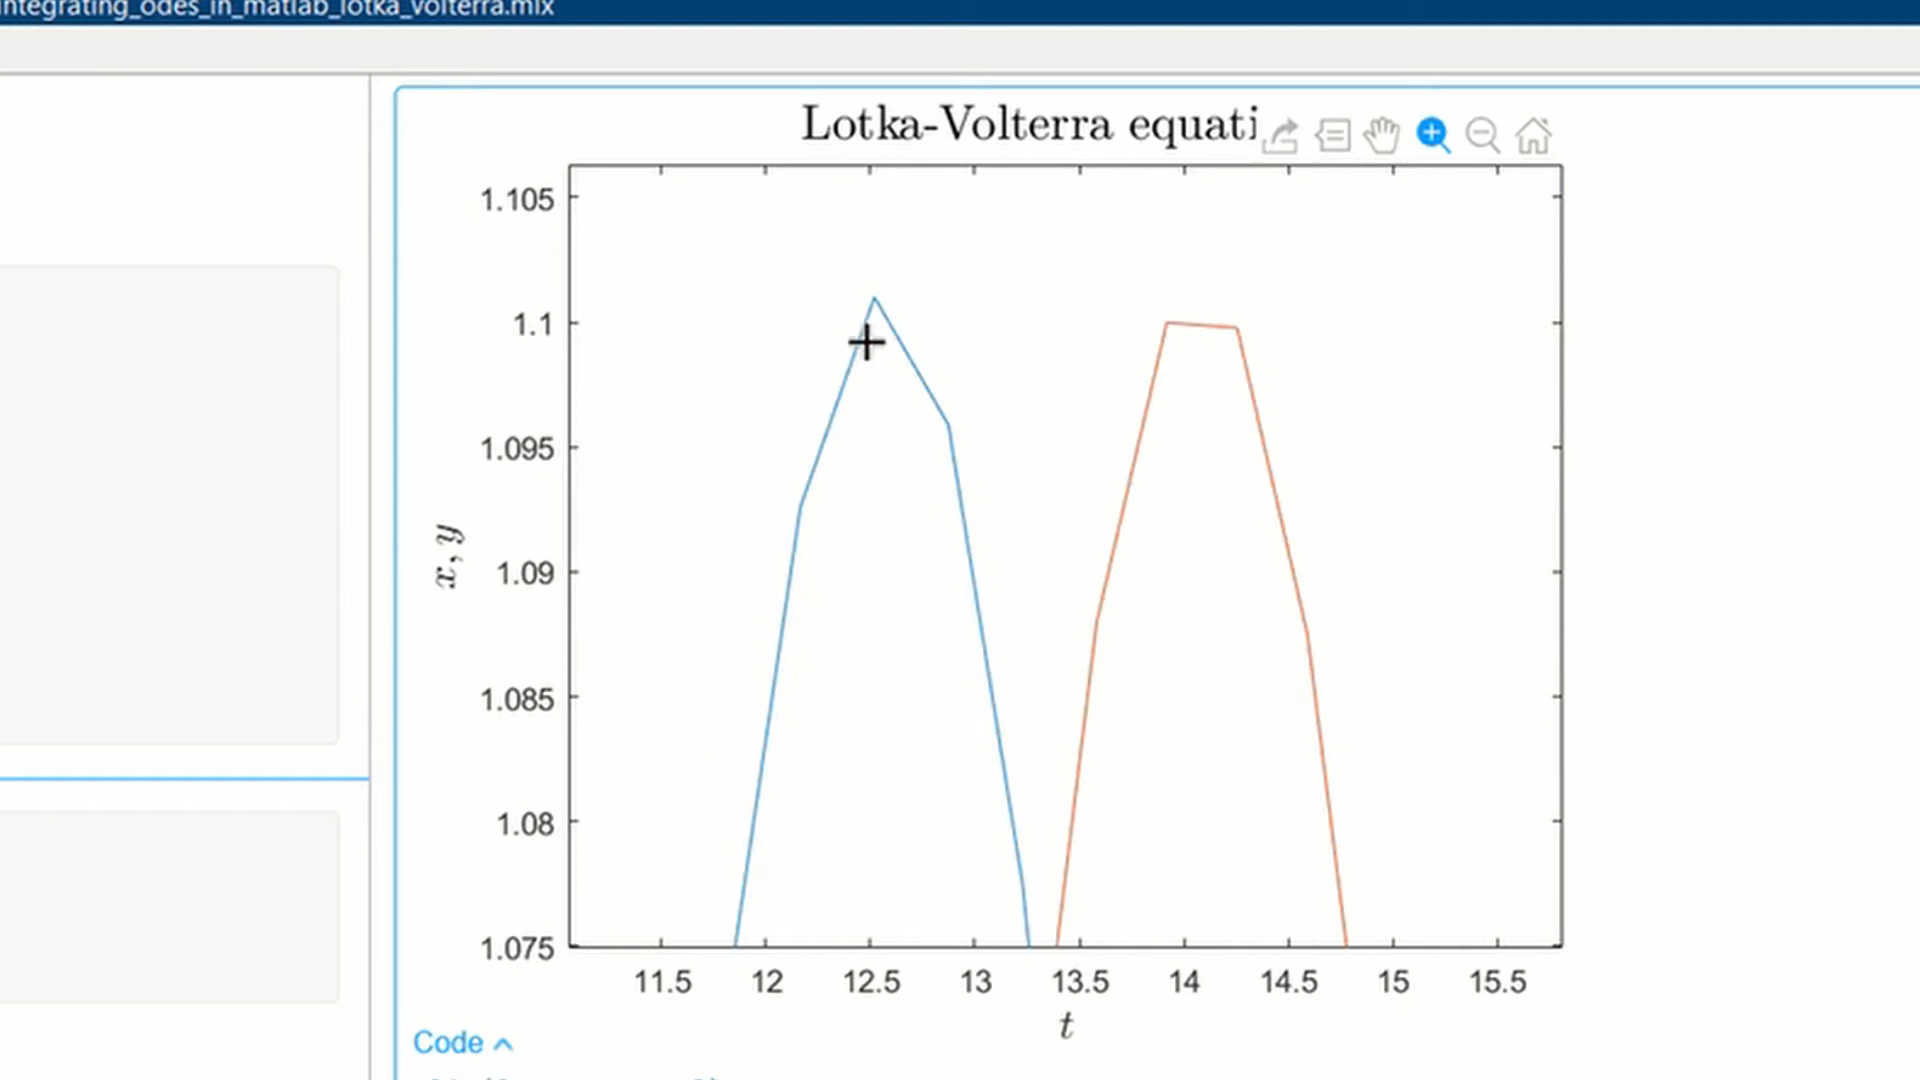 integrating_odes_in_matlab_lotka_volterra.mlx
Lotka-Volterra equati
1.105
1.1
1.095
1.09
1.085
1.08
1.075
x, y
11.5 12 12.5 13 13.5 14 14.5 15 15.5
t
Code